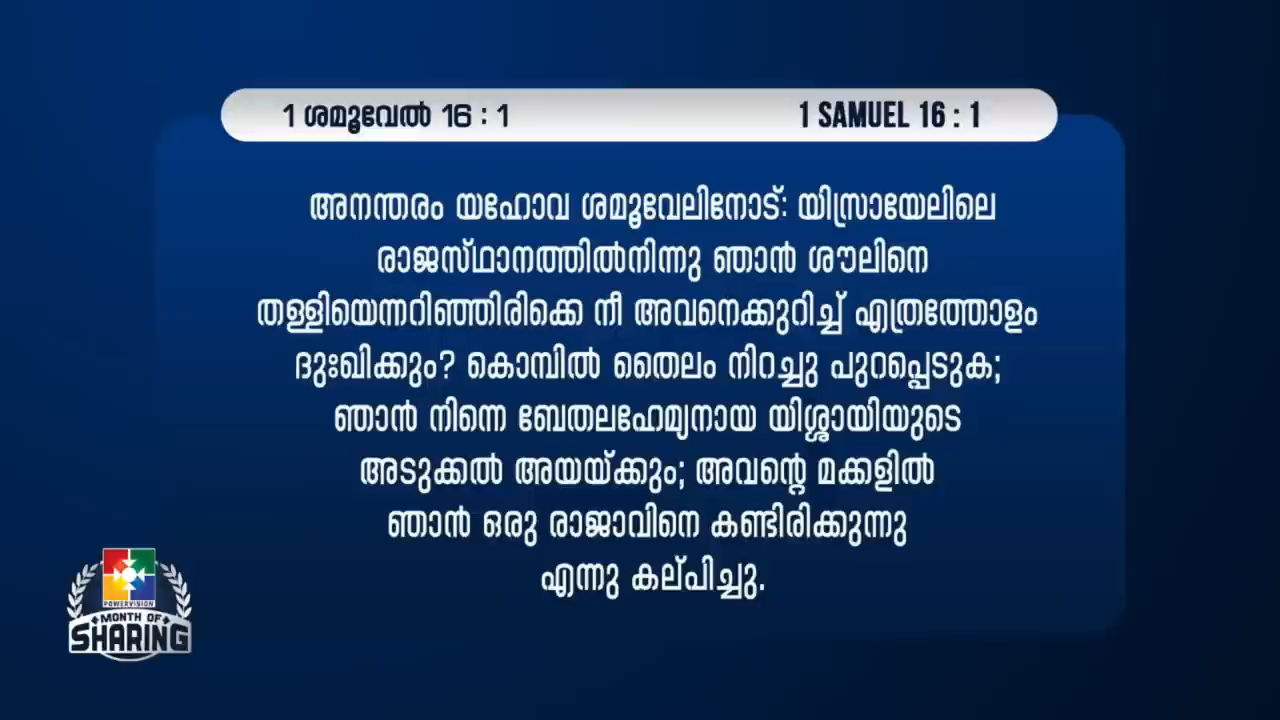 1 ശമൂവേൽ 16 : 1
1 SAMUEL 16 : 1
അനന്തരം യഹോവ ശമൂവേലിനോട്: യിസ്രായേലിലെ
രാജസ്ഥാനത്തിൽനിന്നു ഞാൻ ശൗലിനെ
തള്ളിയെന്നറിഞ്ഞിരിക്കെ നീ അവനെക്കുറിച്ച് എത്രത്തോളം
ദുഃഖിക്കും? കൊമ്പിൽ തൈലം നിറച്ചു പുറപ്പെടുക;
ഞാൻ നിന്നെ ബേതലഹേമ്യനായ യിശ്ശായിയുടെ
അടുക്കൽ അയയ്ക്കും; അവന്റെ മക്കളിൽ
ഞാൻ ഒരു രാജാവിനെ കണ്ടിരിക്കുന്നു
എന്നു കല്പിച്ചു.
POWERVISION
MONTH OF
SHARING